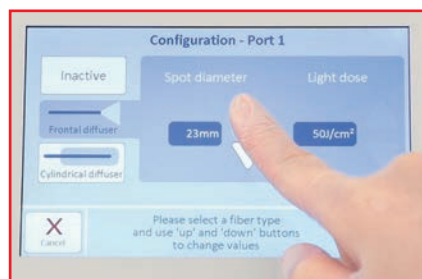 Configuration - Port 1
Inactive
Spot diameter
Light dose
Frontal diffuser
23mm
50J/cm²
Cylindrical diffuser
X
Cancel
Please select a fiber type
and use 'up' and 'down' buttons
to change values